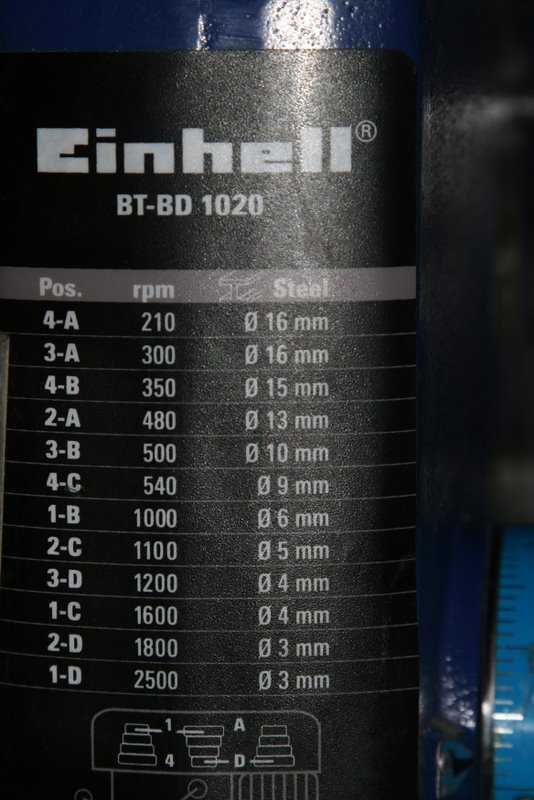 Einhell®
BT-BD 1020
Pos. rpm Steel
4-A 210 Ø 16 mm
3-A 300 Ø 16 mm
4-B 350 Ø 15 mm
2-A 480 Ø 13 mm
3-B 500 Ø 10 mm
4-C 540 Ø 9 mm
1-B 1000 Ø 6 mm
2-C 1100 Ø 5 mm
3-D 1200 Ø 4 mm
1-C 1600 Ø 4 mm
2-D 1800 Ø 3 mm
1-D 2500 Ø 3 mm
1 A
4 D